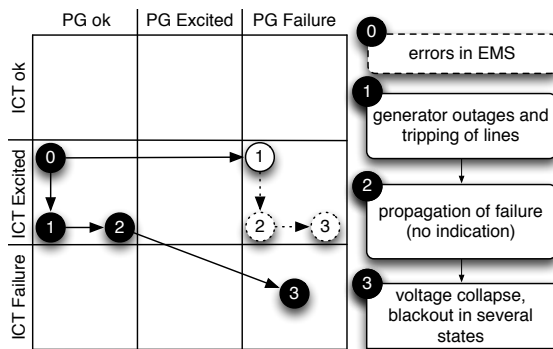 PG ok PG Excited PG Failure
ICT ok
ICT Excited
ICT Failure
0
1
1
2
2
3
3
0
errors in EMS
1
generator outages and
tripping of lines
2
propagation of failure
(no indication)
3
voltage collapse,
blackout in several
states